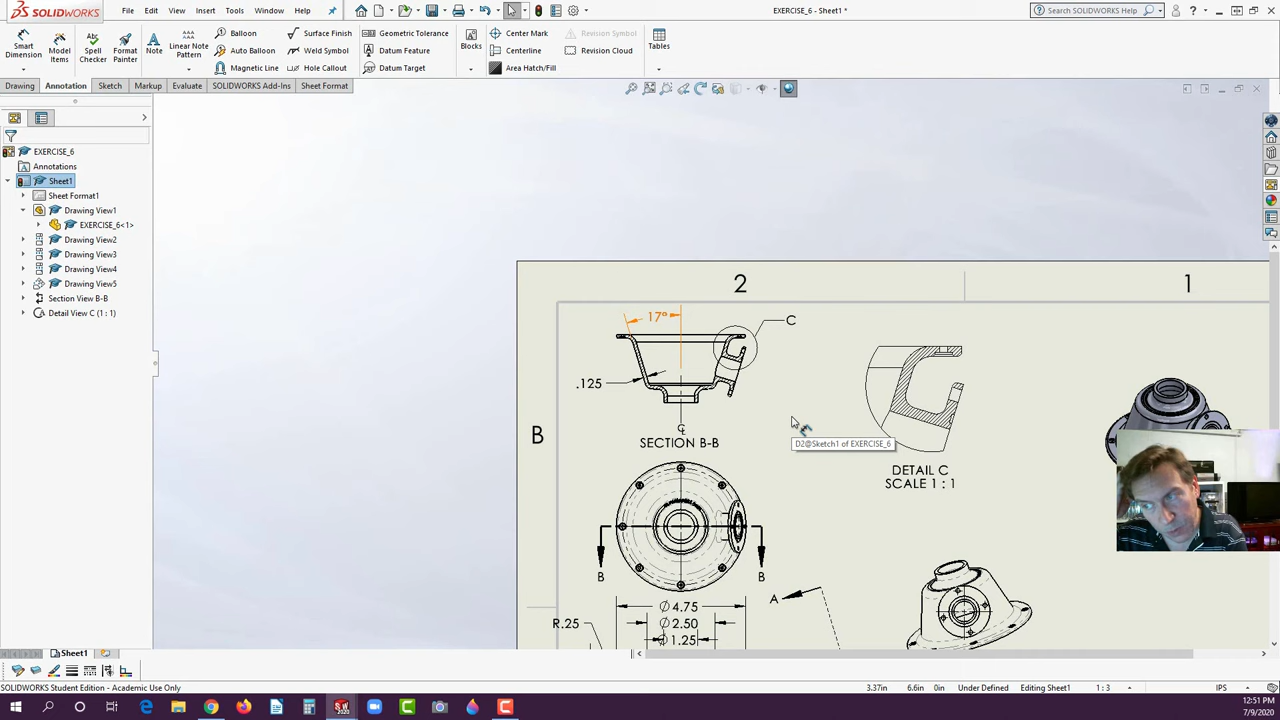 SOLIDWORKS
File Edit View Insert Tools Window Help
EXERCISE_6 - Sheet1 *
Search SOLIDWORKS Help
Smart Dimension
Model Items
Spell Checker
Format Painter
Note
Linear Note Pattern
Balloon
Auto Balloon
Magnetic Line
Surface Finish
Weld Symbol
Hole Callout
Geometric Tolerance
Datum Feature
Datum Target
Blocks
Center Mark
Centerline
Area Hatch/Fill
Revision Symbol
Revision Cloud
Tables
Drawing Annotation Sketch Markup Evaluate SOLIDWORKS Add-Ins Sheet Format
EXERCISE_6
Annotations
Sheet1
Sheet Format1
Drawing View1
EXERCISE_6<1>
Drawing View2
Drawing View3
Drawing View4
Drawing View5
Section View B-B
Detail View C (1 : 1)
2
1
17°
C
.125
B
SECTION B-B
D2@Sketch1 of EXERCISE_6
DETAIL C
SCALE 1 : 1
B
B
A
∅ 4.75
∅ 2.50
∅ 1.25
R.25
Sheet1
SOLIDWORKS Student Edition - Academic Use Only
3.37in 6.6in 0in Under Defined Editing Sheet1 1 : 3 IPS
12:51 PM
7/9/2020